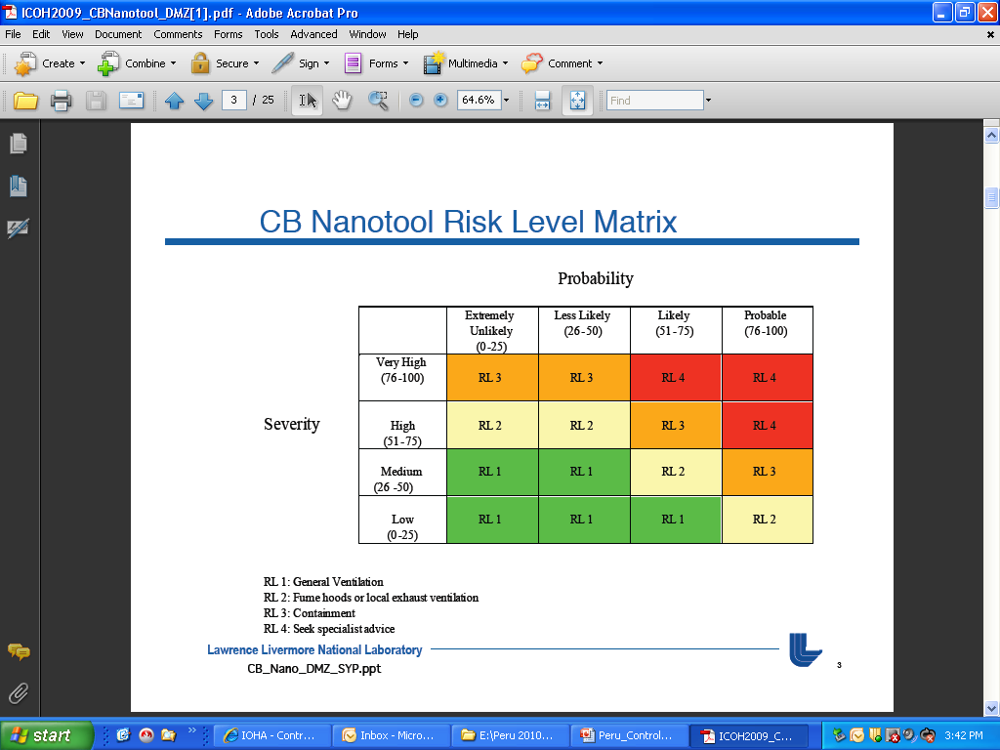 ICOH2009_CBNanotool_DMZ[1].pdf - Adobe Acrobat Pro
File Edit View Document Comments Forms Tools Advanced Window Help
Create Combine Secure Sign Forms Multimedia Comment
3 / 25 64.6% Find
CB Nanotool Risk Level Matrix
Probability
Extremely Unlikely (0-25) Less Likely (26-50) Likely (51-75) Probable (76-100)
Very High (76-100) RL 3 RL 3 RL 4 RL 4
Severity
High (51-75) RL 2 RL 2 RL 3 RL 4
Medium (26 -50) RL 1 RL 1 RL 2 RL 3
Low (0-25) RL 1 RL 1 RL 1 RL 2
RL 1: General Ventilation
RL 2: Fume hoods or local exhaust ventilation
RL 3: Containment
RL 4: Seek specialist advice
Lawrence Livermore National Laboratory
CB_Nano_DMZ_SYP.ppt
3
start IOHA - Contr... Inbox - Micro... E:\Peru 2010... Peru_Control... ICOH2009_C... 3:42 PM